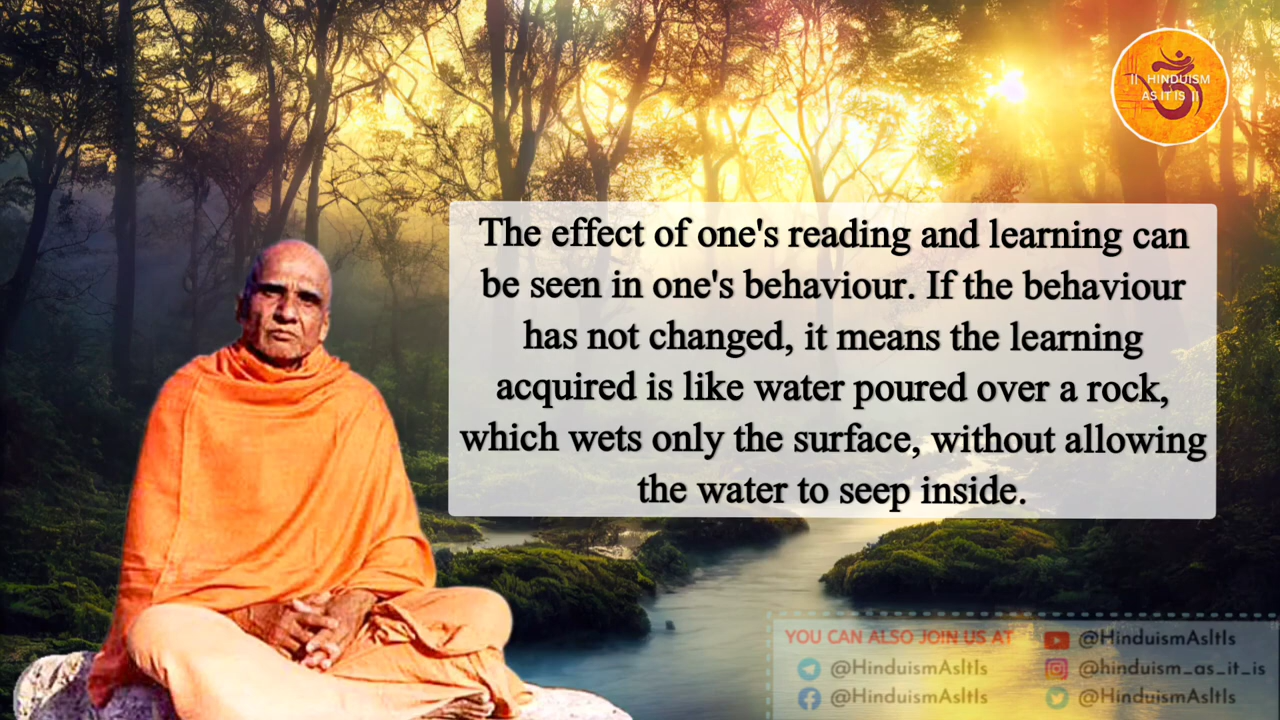 || HINDUISM
AS IT IS ||
The effect of one's reading and learning can
be seen in one's behaviour. If the behaviour
has not changed, it means the learning
acquired is like water poured over a rock,
which wets only the surface, without allowing
the water to seep inside.
YOU CAN ALSO JOIN US AT
@HinduismAsItIs
@HinduismAsItIs
@hinduism_as_it_is
@HinduismAsItIs
@HinduismAsItIs